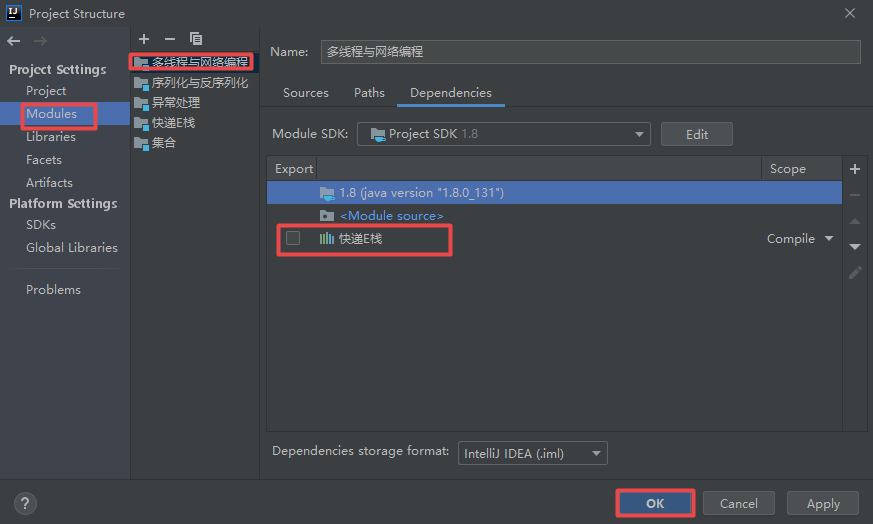 Project Structure
Project Settings
Project
Modules
Libraries
Facets
Artifacts
Platform Settings
SDKs
Global Libraries
Problems
多线程与网络编程
序列化与反序列化
异常处理
快递E栈
集合
Name: 多线程与网络编程
Sources Paths Dependencies
Module SDK: Project SDK 1.8 Edit
Export Scope
1.8 (java version "1.8.0_131")
<Module source>
快递E栈 Compile
Dependencies storage format: IntelliJ IDEA (.iml)
? OK Cancel Apply